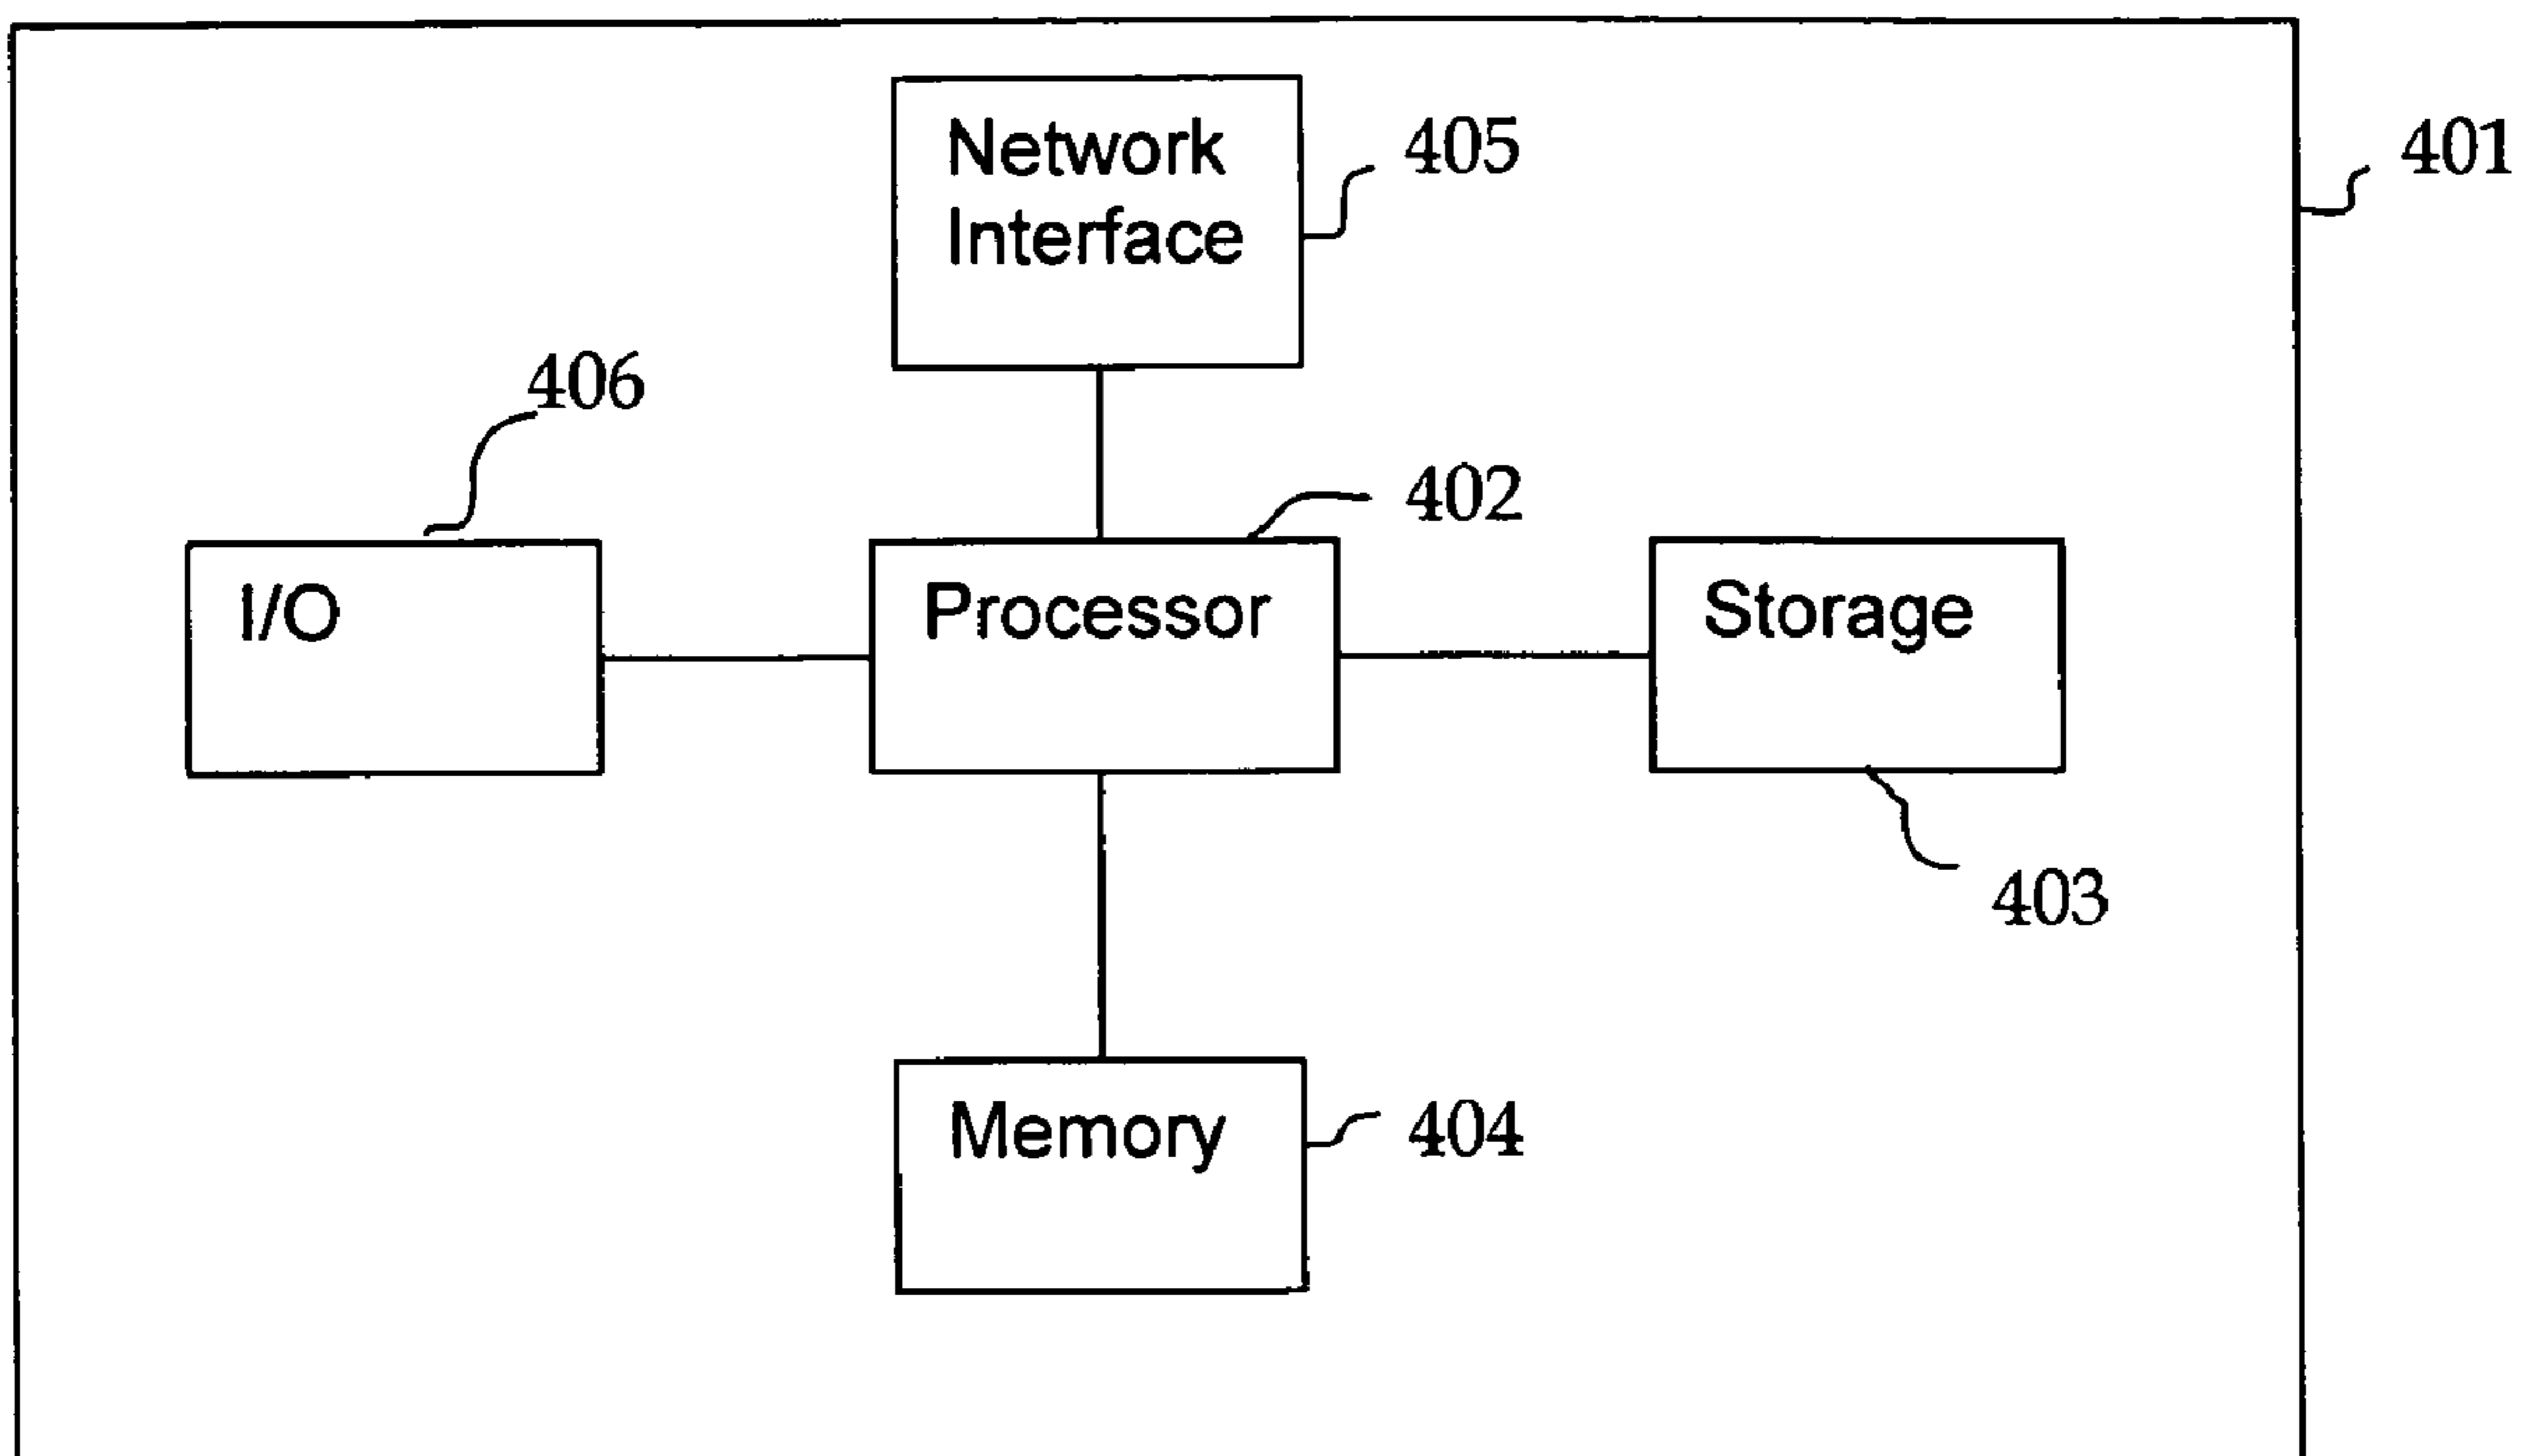 Network
Interface
405
401
406
402
I/O
Processor
Storage
403
Memory
404